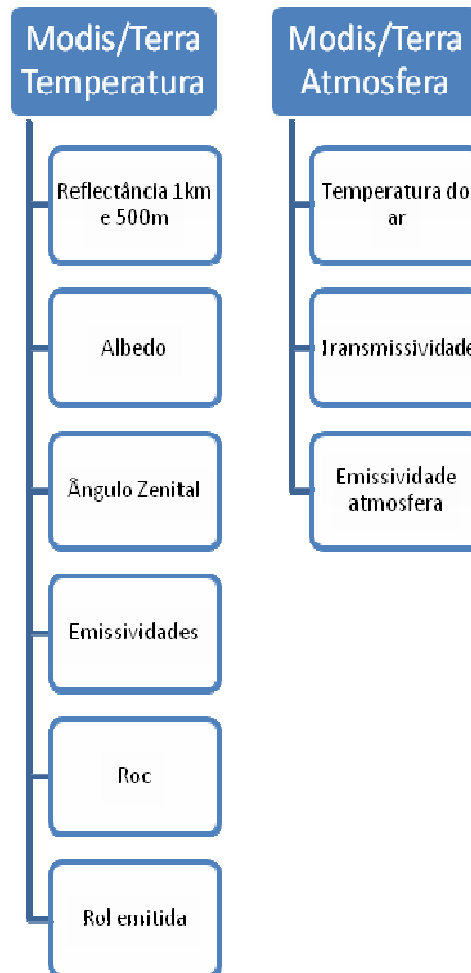 Modis/Terra
Temperatura
Reflectância 1km
e 500m
Albedo
Ângulo Zenital
Emissividades
Roc
Rol emitida
Modis/Terra
Atmosfera
Temperatura do
ar
Transmissividade
Emissividade
atmosfera